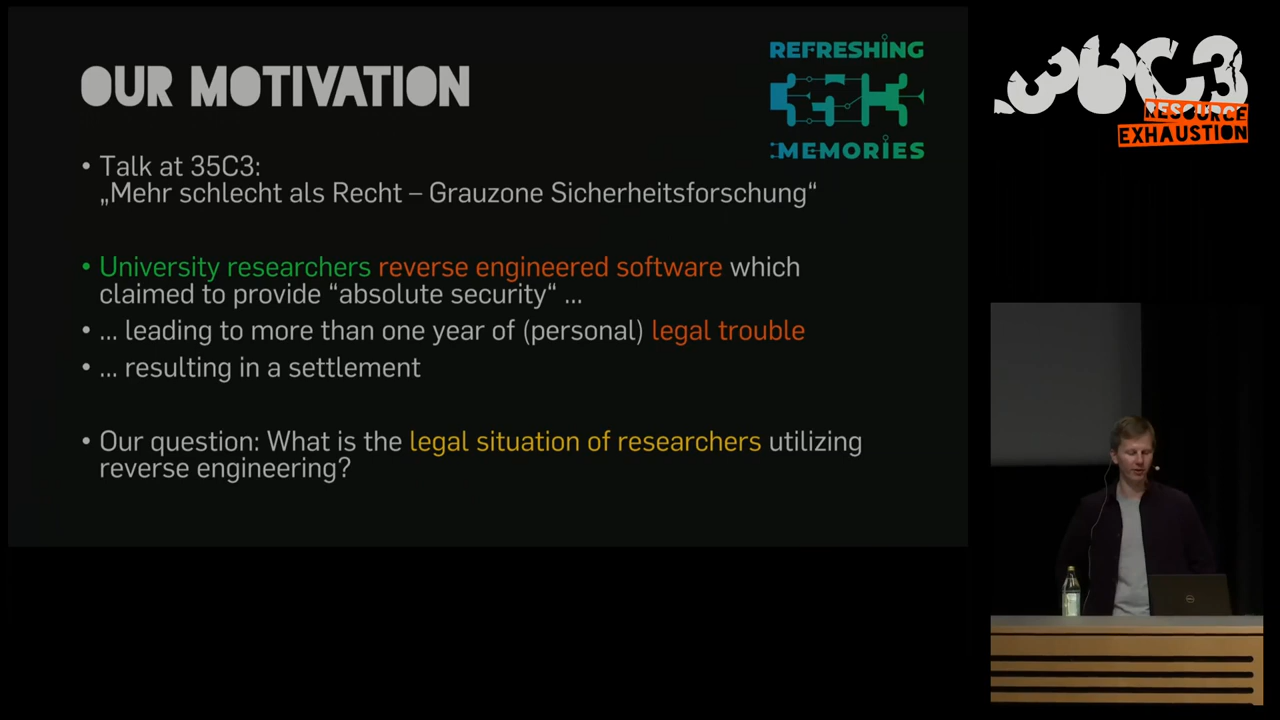 OUR MOTIVATION
REFRESHING
MEMORIES
• Talk at 35C3:
„Mehr schlecht als Recht – Grauzone Sicherheitsforschung“
• University researchers reverse engineered software which
claimed to provide “absolute security“ ...
• ... leading to more than one year of (personal) legal trouble
• ... resulting in a settlement
• Our question: What is the legal situation of researchers utilizing
reverse engineering?
35C3
RESOURCE
EXHAUSTION